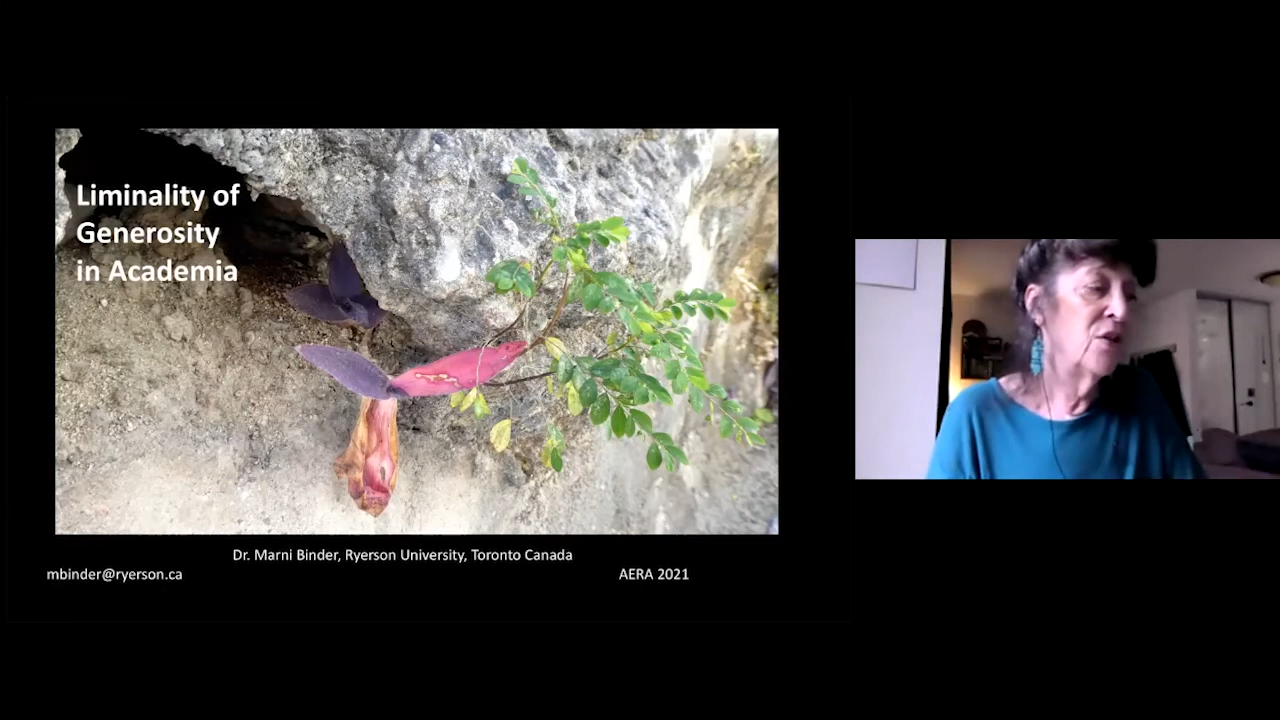 Liminality of
Generosity
in Academia
Dr. Marni Binder, Ryerson University, Toronto Canada
mbinder@ryerson.ca
AERA 2021